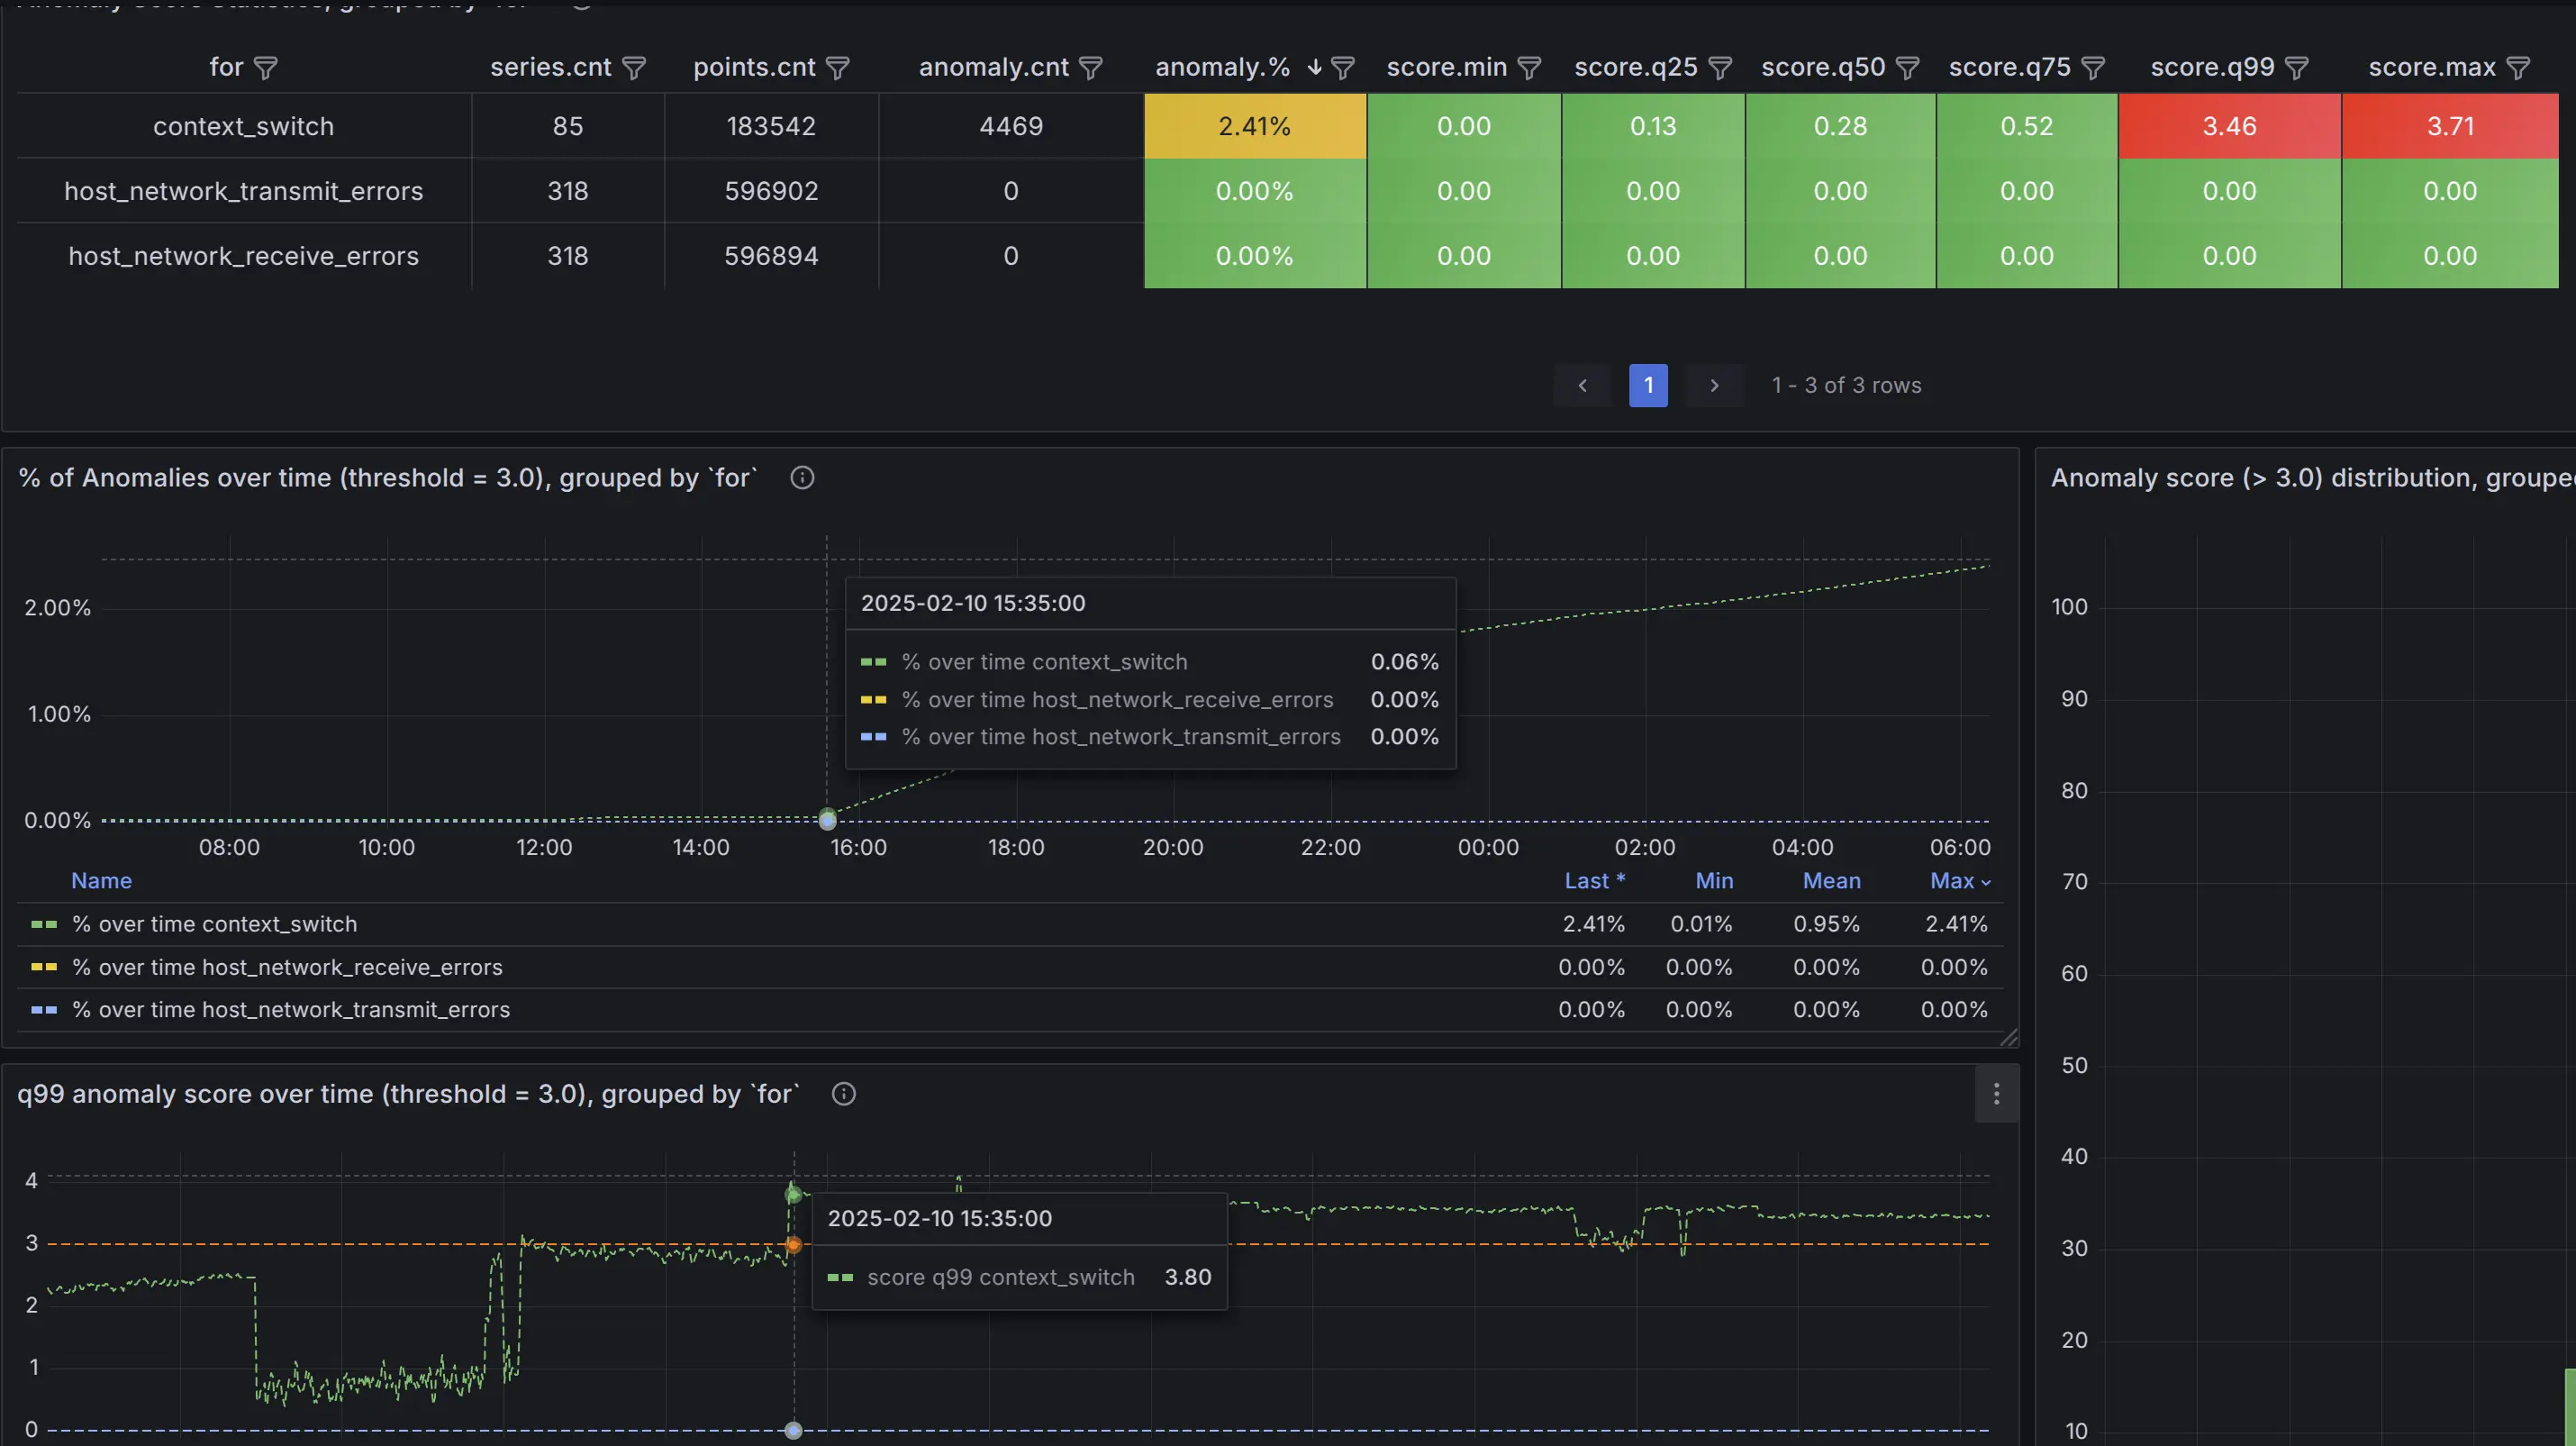 Anomaly Score Statistics, grouped by `for`
for series.cnt points.cnt anomaly.cnt anomaly.% score.min score.q25 score.q50 score.q75 score.q99 score.max
context_switch 85 183542 4469 2.41% 0.00 0.13 0.28 0.52 3.46 3.71
host_network_transmit_errors 318 596902 0 0.00% 0.00 0.00 0.00 0.00 0.00 0.00
host_network_receive_errors 318 596894 0 0.00% 0.00 0.00 0.00 0.00 0.00 0.00
1 1 - 3 of 3 rows
% of Anomalies over time (threshold = 3.0), grouped by `for`
2.00%
1.00%
0.00%
2025-02-10 15:35:00
% over time context_switch 0.06%
% over time host_network_receive_errors 0.00%
% over time host_network_transmit_errors 0.00%
08:00 10:00 12:00 14:00 16:00 18:00 20:00 22:00 00:00 02:00 04:00 06:00
Name Last * Min Mean Max
% over time context_switch 2.41% 0.01% 0.95% 2.41%
% over time host_network_receive_errors 0.00% 0.00% 0.00% 0.00%
% over time host_network_transmit_errors 0.00% 0.00% 0.00% 0.00%
q99 anomaly score over time (threshold = 3.0), grouped by `for`
4
3
2
1
0
2025-02-10 15:35:00
score q99 context_switch 3.80
Anomaly score (> 3.0) distribution, grouped
100
90
80
70
60
50
40
30
20
10